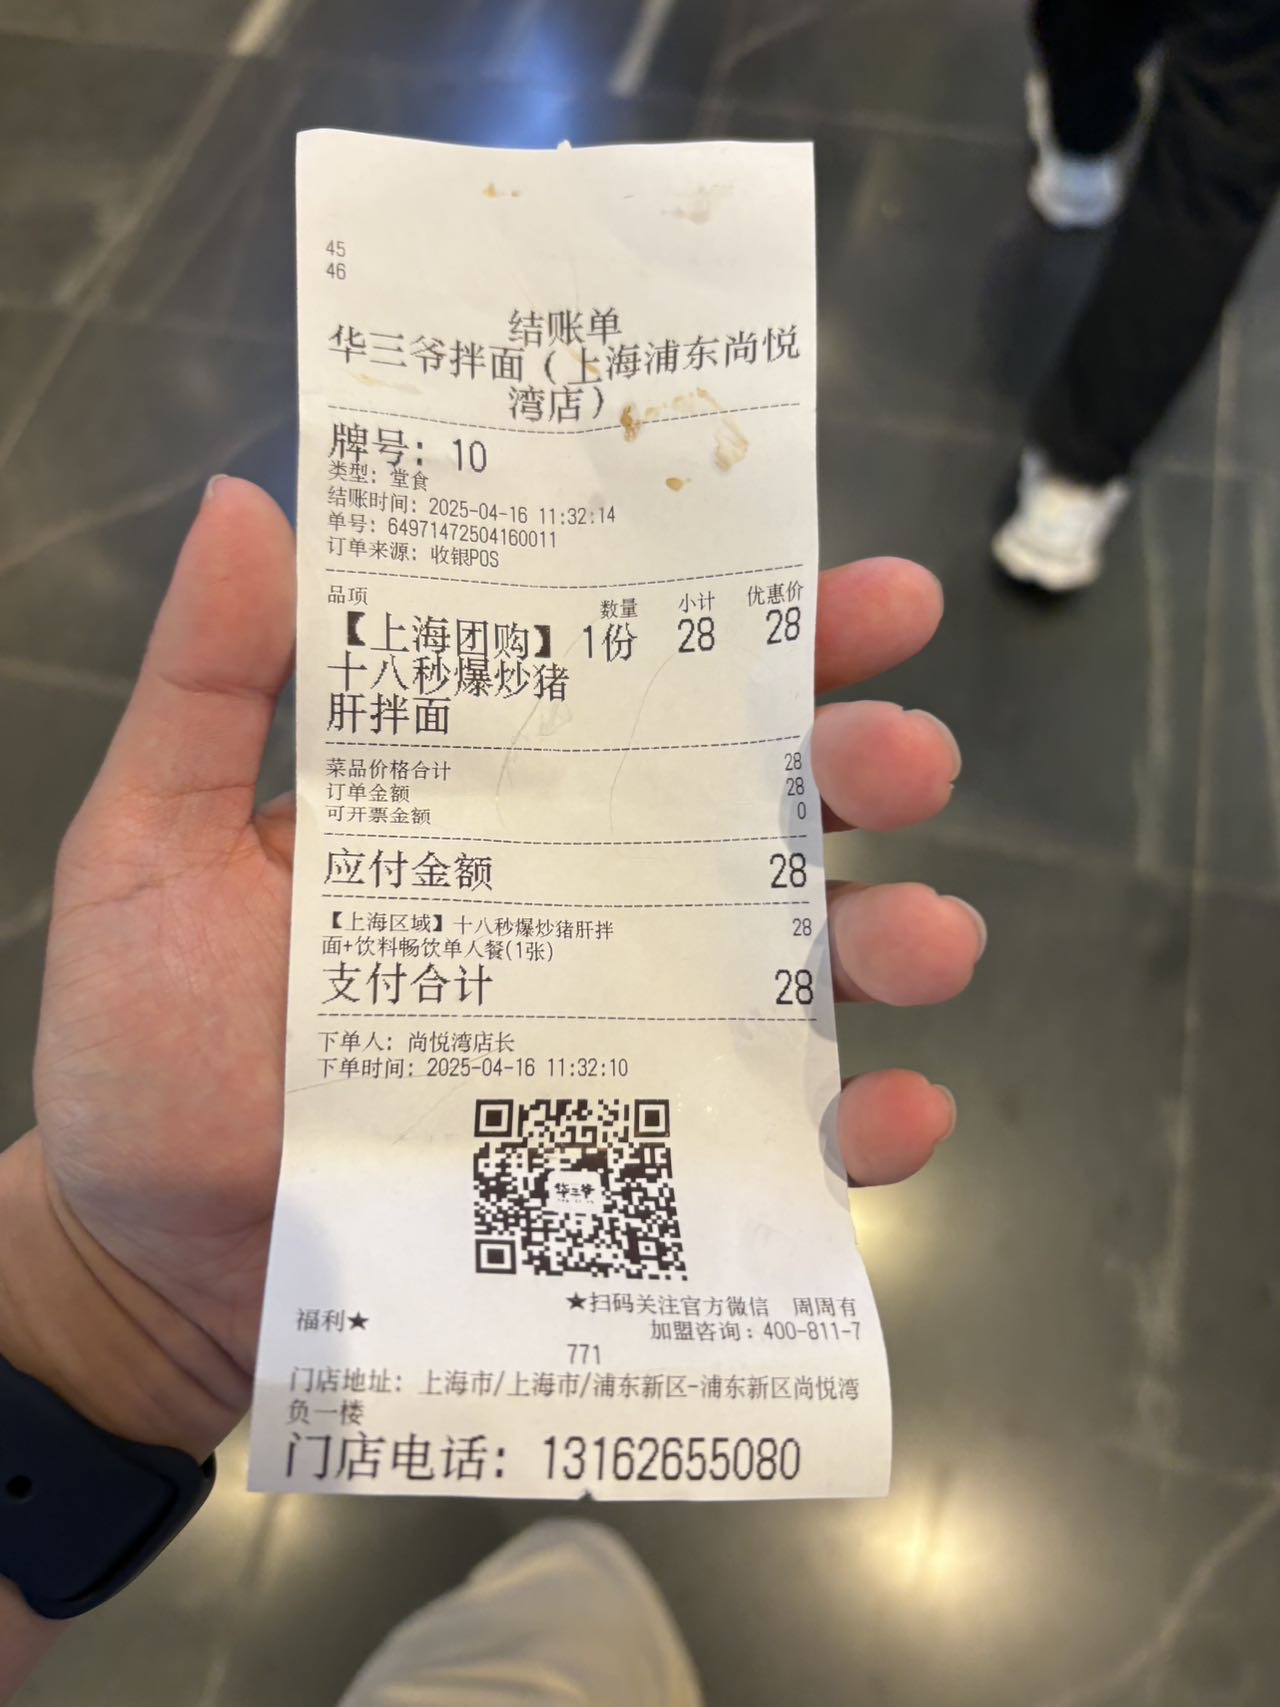 45
46
结账单
华三爷拌面（上海浦东尚悦
湾店）
牌号：10
类型：堂食
结账时间：2025-04-16 11:32:14
单号：64971472504160011
订单来源：收银POS
品项 数量 小计 优惠价
【上海团购】 1份 28 28
十八秒爆炒猪
肝拌面
菜品价格合计 28
订单金额 28
可开票金额 0
应付金额 28
【上海区域】十八秒爆炒猪肝拌 28
面+饮料畅饮单人餐(1张)
支付合计 28
下单人：尚悦湾店长
下单时间：2025-04-16 11:32:10
华三爷
★扫码关注官方微信 周周有
福利★
加盟咨询：400-811-7
771
门店地址：上海市/上海市/浦东新区-浦东新区尚悦湾
负一楼
门店电话：13162655080